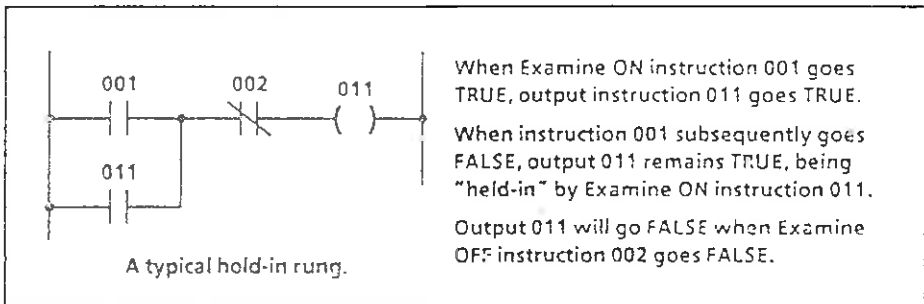 001
002
011
011
A typical hold-in rung.
When Examine ON instruction 001 goes
TRUE, output instruction 011 goes TRUE.
When instruction 001 subsequently goes
FALSE, output 011 remains TRUE, being
"held-in" by Examine ON instruction 011.
Output 011 will go FALSE when Examine
OFF instruction 002 goes FALSE.